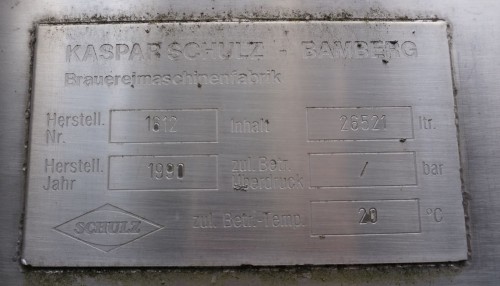 KASPAR SCHULZ - BAMBERG
Brauereimaschinenfabrik
Herstell. Nr. 1612 Inhalt 26521 ltr.
Herstell. Jahr 1990 zul. Betr. Überdruck / bar
SCHULZ zul. Betr.-Temp. 20 °C